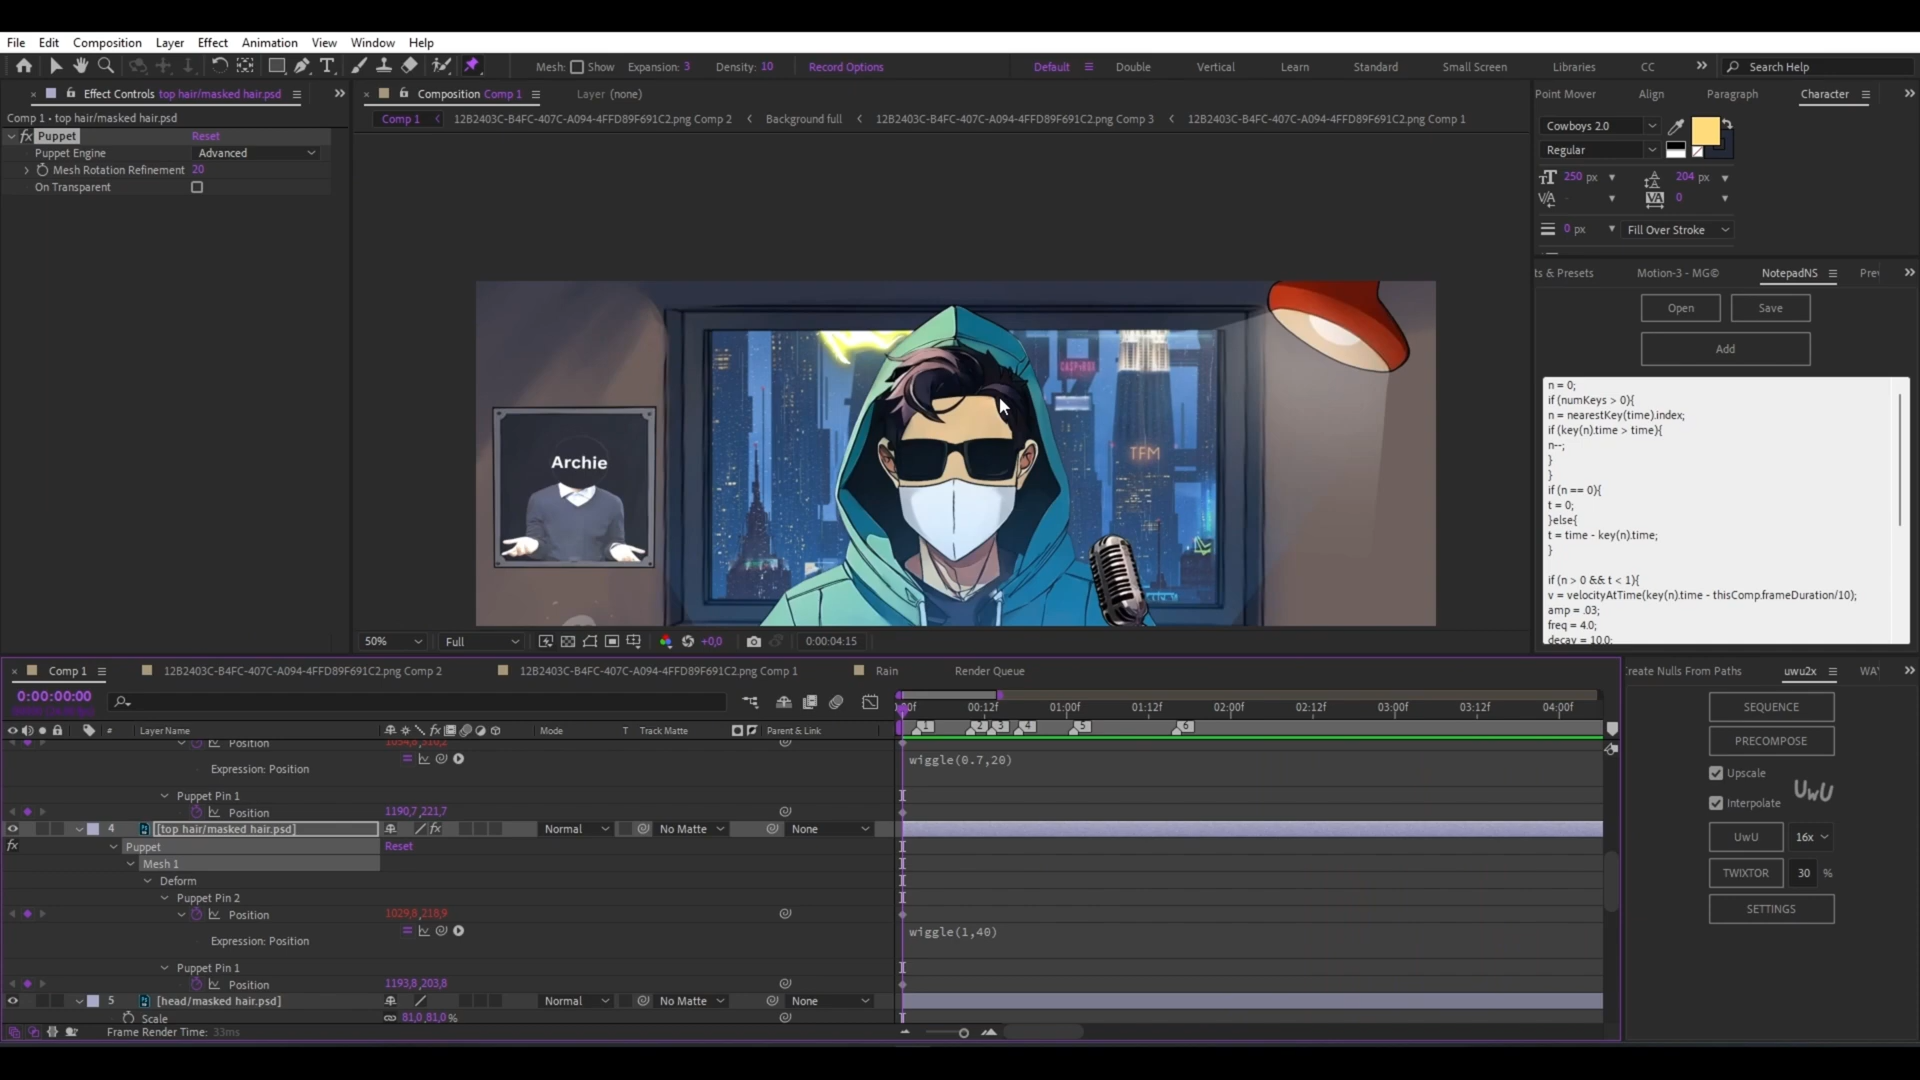 File Edit Composition Layer Effect Animation View Window Help
Mesh: Show Expansion: 3 Density: 10 Record Options Default Double Vertical Learn Standard Small Screen Libraries CC Search Help
Effect Controls top hair/masked hair.psd
Composition Comp 1
Layer (none)
Point Mover Align Paragraph Character
Comp 1 • top hair/masked hair.psd
Comp 1 12B2403C-B4FC-407C-A094-4FFD89F691C2.png Comp 2 Background full 12B2403C-B4FC-407C-A094-4FFD89F691C2.png Comp 3 12B2403C-B4FC-407C-A094-4FFD89F691C2.png Comp 1
fx Puppet Reset
Puppet Engine Advanced
Mesh Rotation Refinement 20
On Transparent
Cowboys 2.0
Regular
250 px 204 px
0
0 px Fill Over Stroke
ts & Presets Motion-3 - MG© NotepadNS
Open Save
Add
n = 0;
if (numKeys > 0){
n = nearestKey(time).index;
if (key(n).time > time){
n--;
}
}
if (n == 0){
t = 0;
}else{
t = time - key(n).time;
}
if (n > 0 && t < 1){
v = velocityAtTime(key(n).time - thisComp.frameDuration/10);
amp = .03;
freq = 4.0;
decay = 10.0;
Archie
TFM
50% Full +0,0 0:00:04:15
Comp 1 12B2403C-B4FC-407C-A094-4FFD89F691C2.png Comp 2 12B2403C-B4FC-407C-A094-4FFD89F691C2.png Comp 1 Rain Render Queue
0:00:00:00
00:12f 01:00f 01:12f 02:00f 02:12f 03:00f 03:12f 04:00f
1 2 3 4 5 6
# Layer Name Mode T Track Matte Parent & Link
Position
Expression: Position wiggle(0.7,20)
Puppet Pin 1
Position 1190,7,221,7
4 [top hair/masked hair.psd] fx Normal No Matte None
fx Puppet Reset
Mesh 1
Deform
Puppet Pin 2
Position 1029,8,218,9
Expression: Position wiggle(1,40)
Puppet Pin 1
Position 1193,8,203,8
5 [head/masked hair.psd] Normal No Matte None
Scale 81,0,81,0 %
Frame Render Time: 33ms
reate Nulls From Paths uwu2x WA
SEQUENCE
PRECOMPOSE
Upscale
Interpolate UwU
UwU 16x
TWIXTOR 30 %
SETTINGS